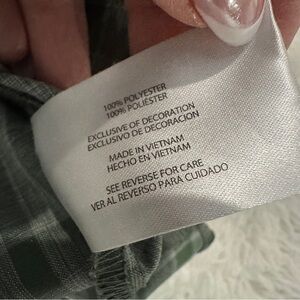 100% POLYESTER
100% POLIÉSTER
EXCLUSIVE OF DECORATION
EXCLUSIVO DE DECORACION
MADE IN VIETNAM
HECHO EN VIETNAM
SEE REVERSE FOR CARE
VER AL REVERSO PARA CUIDADO